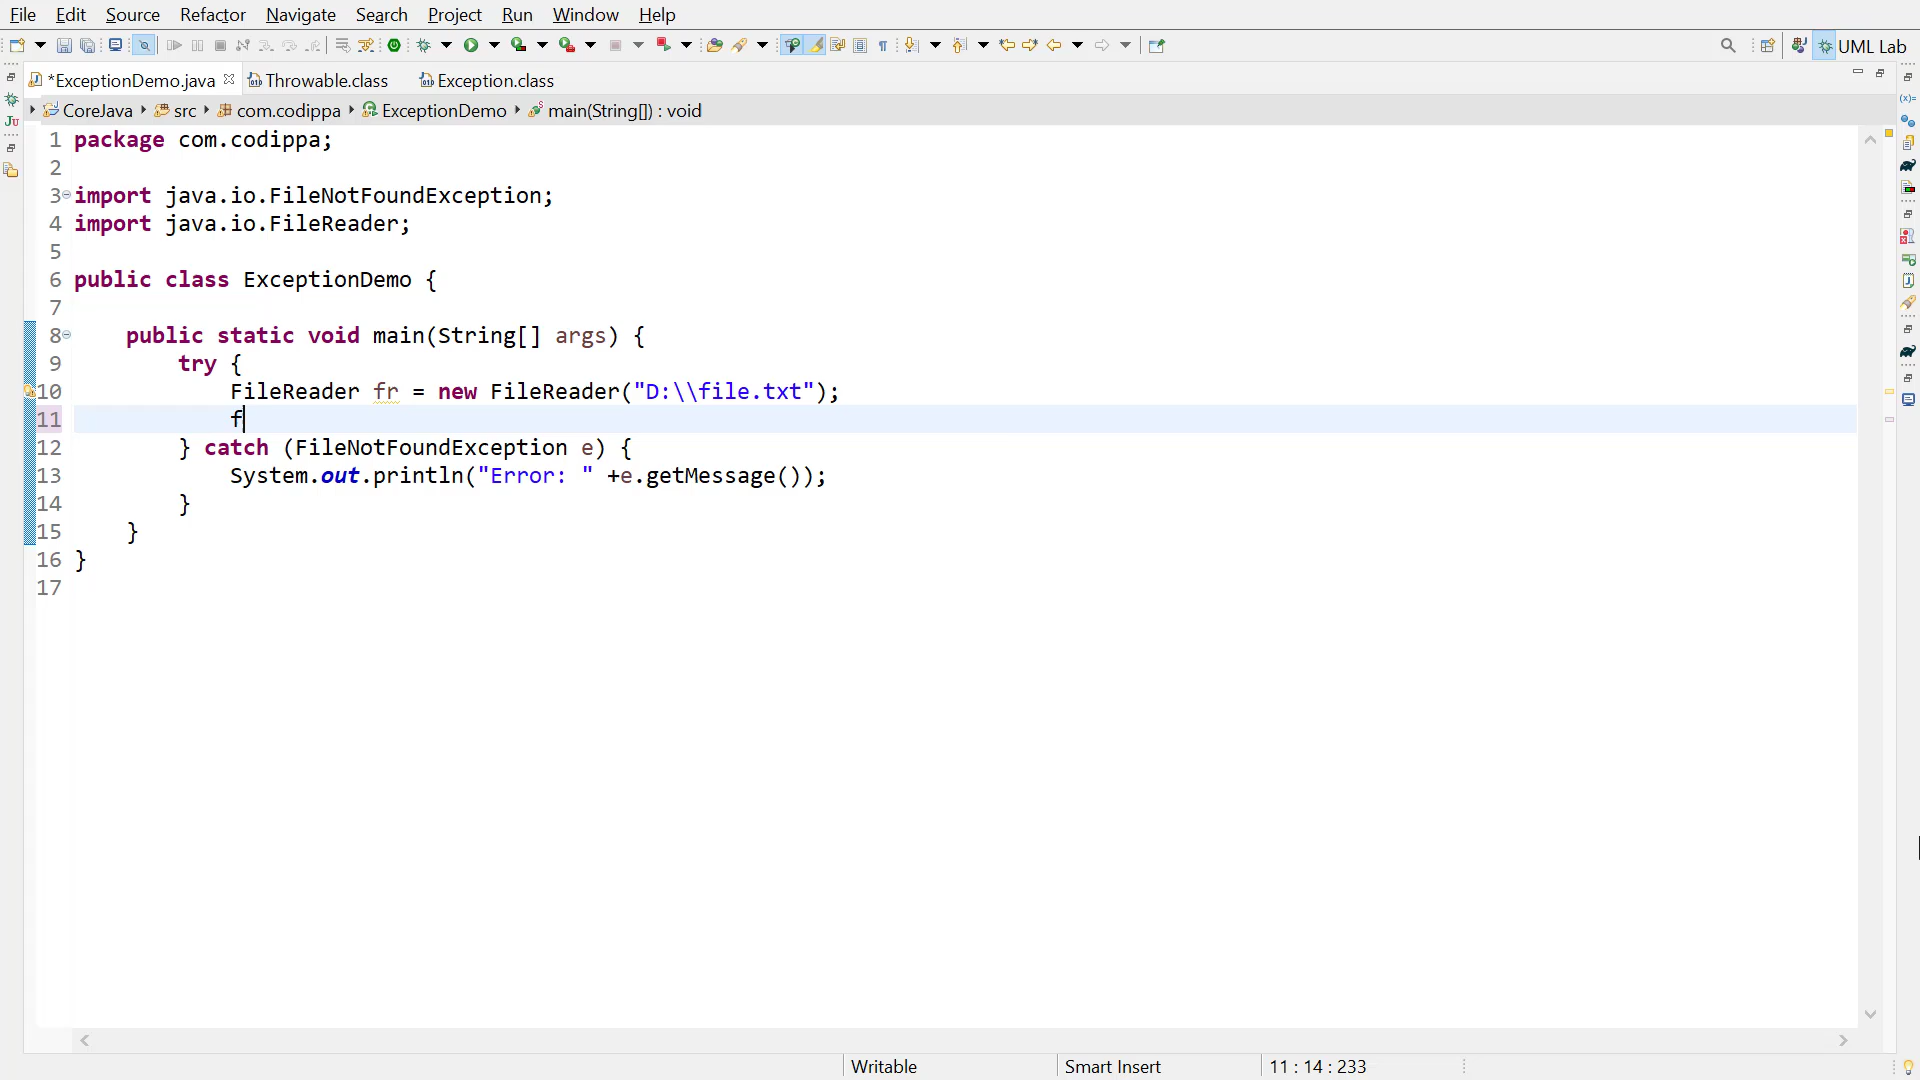 File Edit Source Refactor Navigate Search Project Run Window Help
UML Lab
*ExceptionDemo.java Throwable.class Exception.class
CoreJava src com.codippa ExceptionDemo main(String[]) : void
1 package com.codippa;
2
3 import java.io.FileNotFoundException;
4 import java.io.FileReader;
5
6 public class ExceptionDemo {
7
8 public static void main(String[] args) {
9 try {
10 FileReader fr = new FileReader("D:\\file.txt");
11 f
12 } catch (FileNotFoundException e) {
13 System.out.println("Error: " +e.getMessage());
14 }
15 }
16 }
17
Writable Smart Insert 11 : 14 : 233